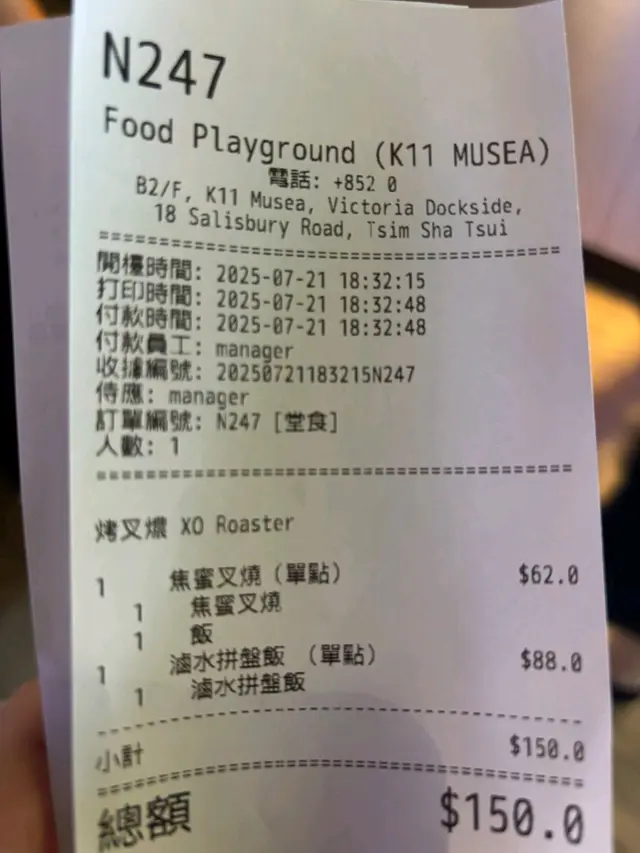 N247
Food Playground (K11 MUSEA)
電話: +852 0
B2/F, K11 Musea, Victoria Dockside,
18 Salisbury Road, Tsim Sha Tsui
開檯時間: 2025-07-21 18:32:15
打印時間: 2025-07-21 18:32:48
付款時間: 2025-07-21 18:32:48
付款員工: manager
收據編號: 20250721183215N247
侍應: manager
訂單編號: N247 [堂食]
人數: 1
烤叉燶 XO Roaster
1 焦蜜叉燒 (單點) $62.0
1 焦蜜叉燒
1 飯
1 滷水拼盤飯 (單點) $88.0
1 滷水拼盤飯
小計 $150.0
總額 $150.0